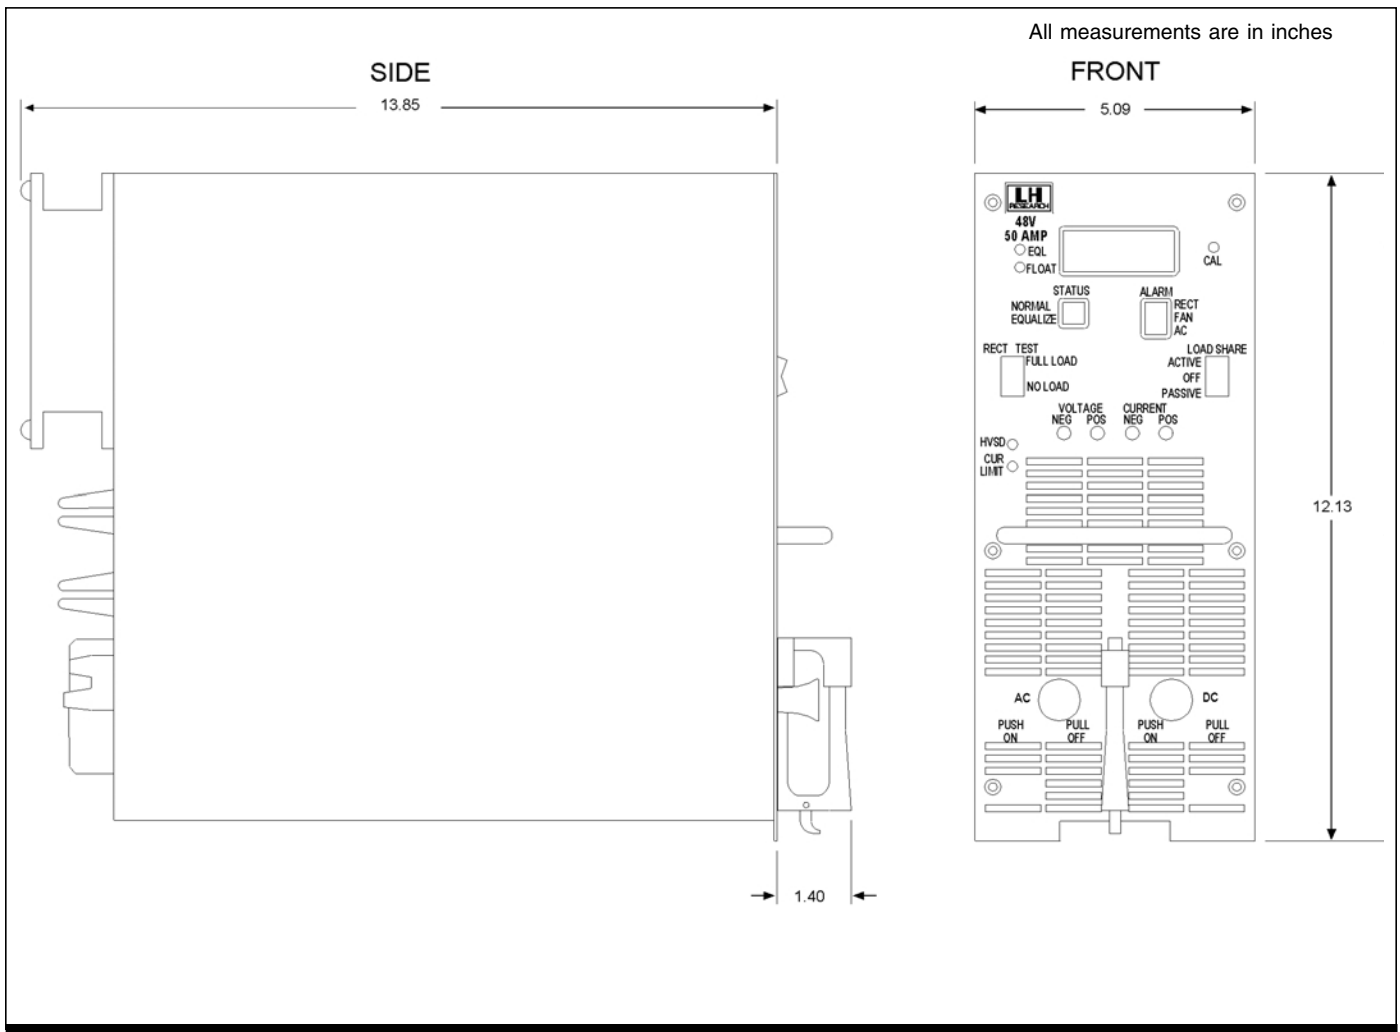 All measurements are in inches
SIDE
FRONT
13.85
5.09
LH
RESEARCH
48V
50 AMP
EQL
FLOAT
CAL
STATUS
NORMAL
EQUALIZE
ALARM
RECT
FAN
AC
RECT TEST
FULL LOAD
NO LOAD
LOAD SHARE
ACTIVE
OFF
PASSIVE
VOLTAGE
NEG POS
CURRENT
NEG POS
HVSD
CUR
LIMIT
12.13
AC
DC
PUSH
ON
PULL
OFF
PUSH
ON
PULL
OFF
1.40